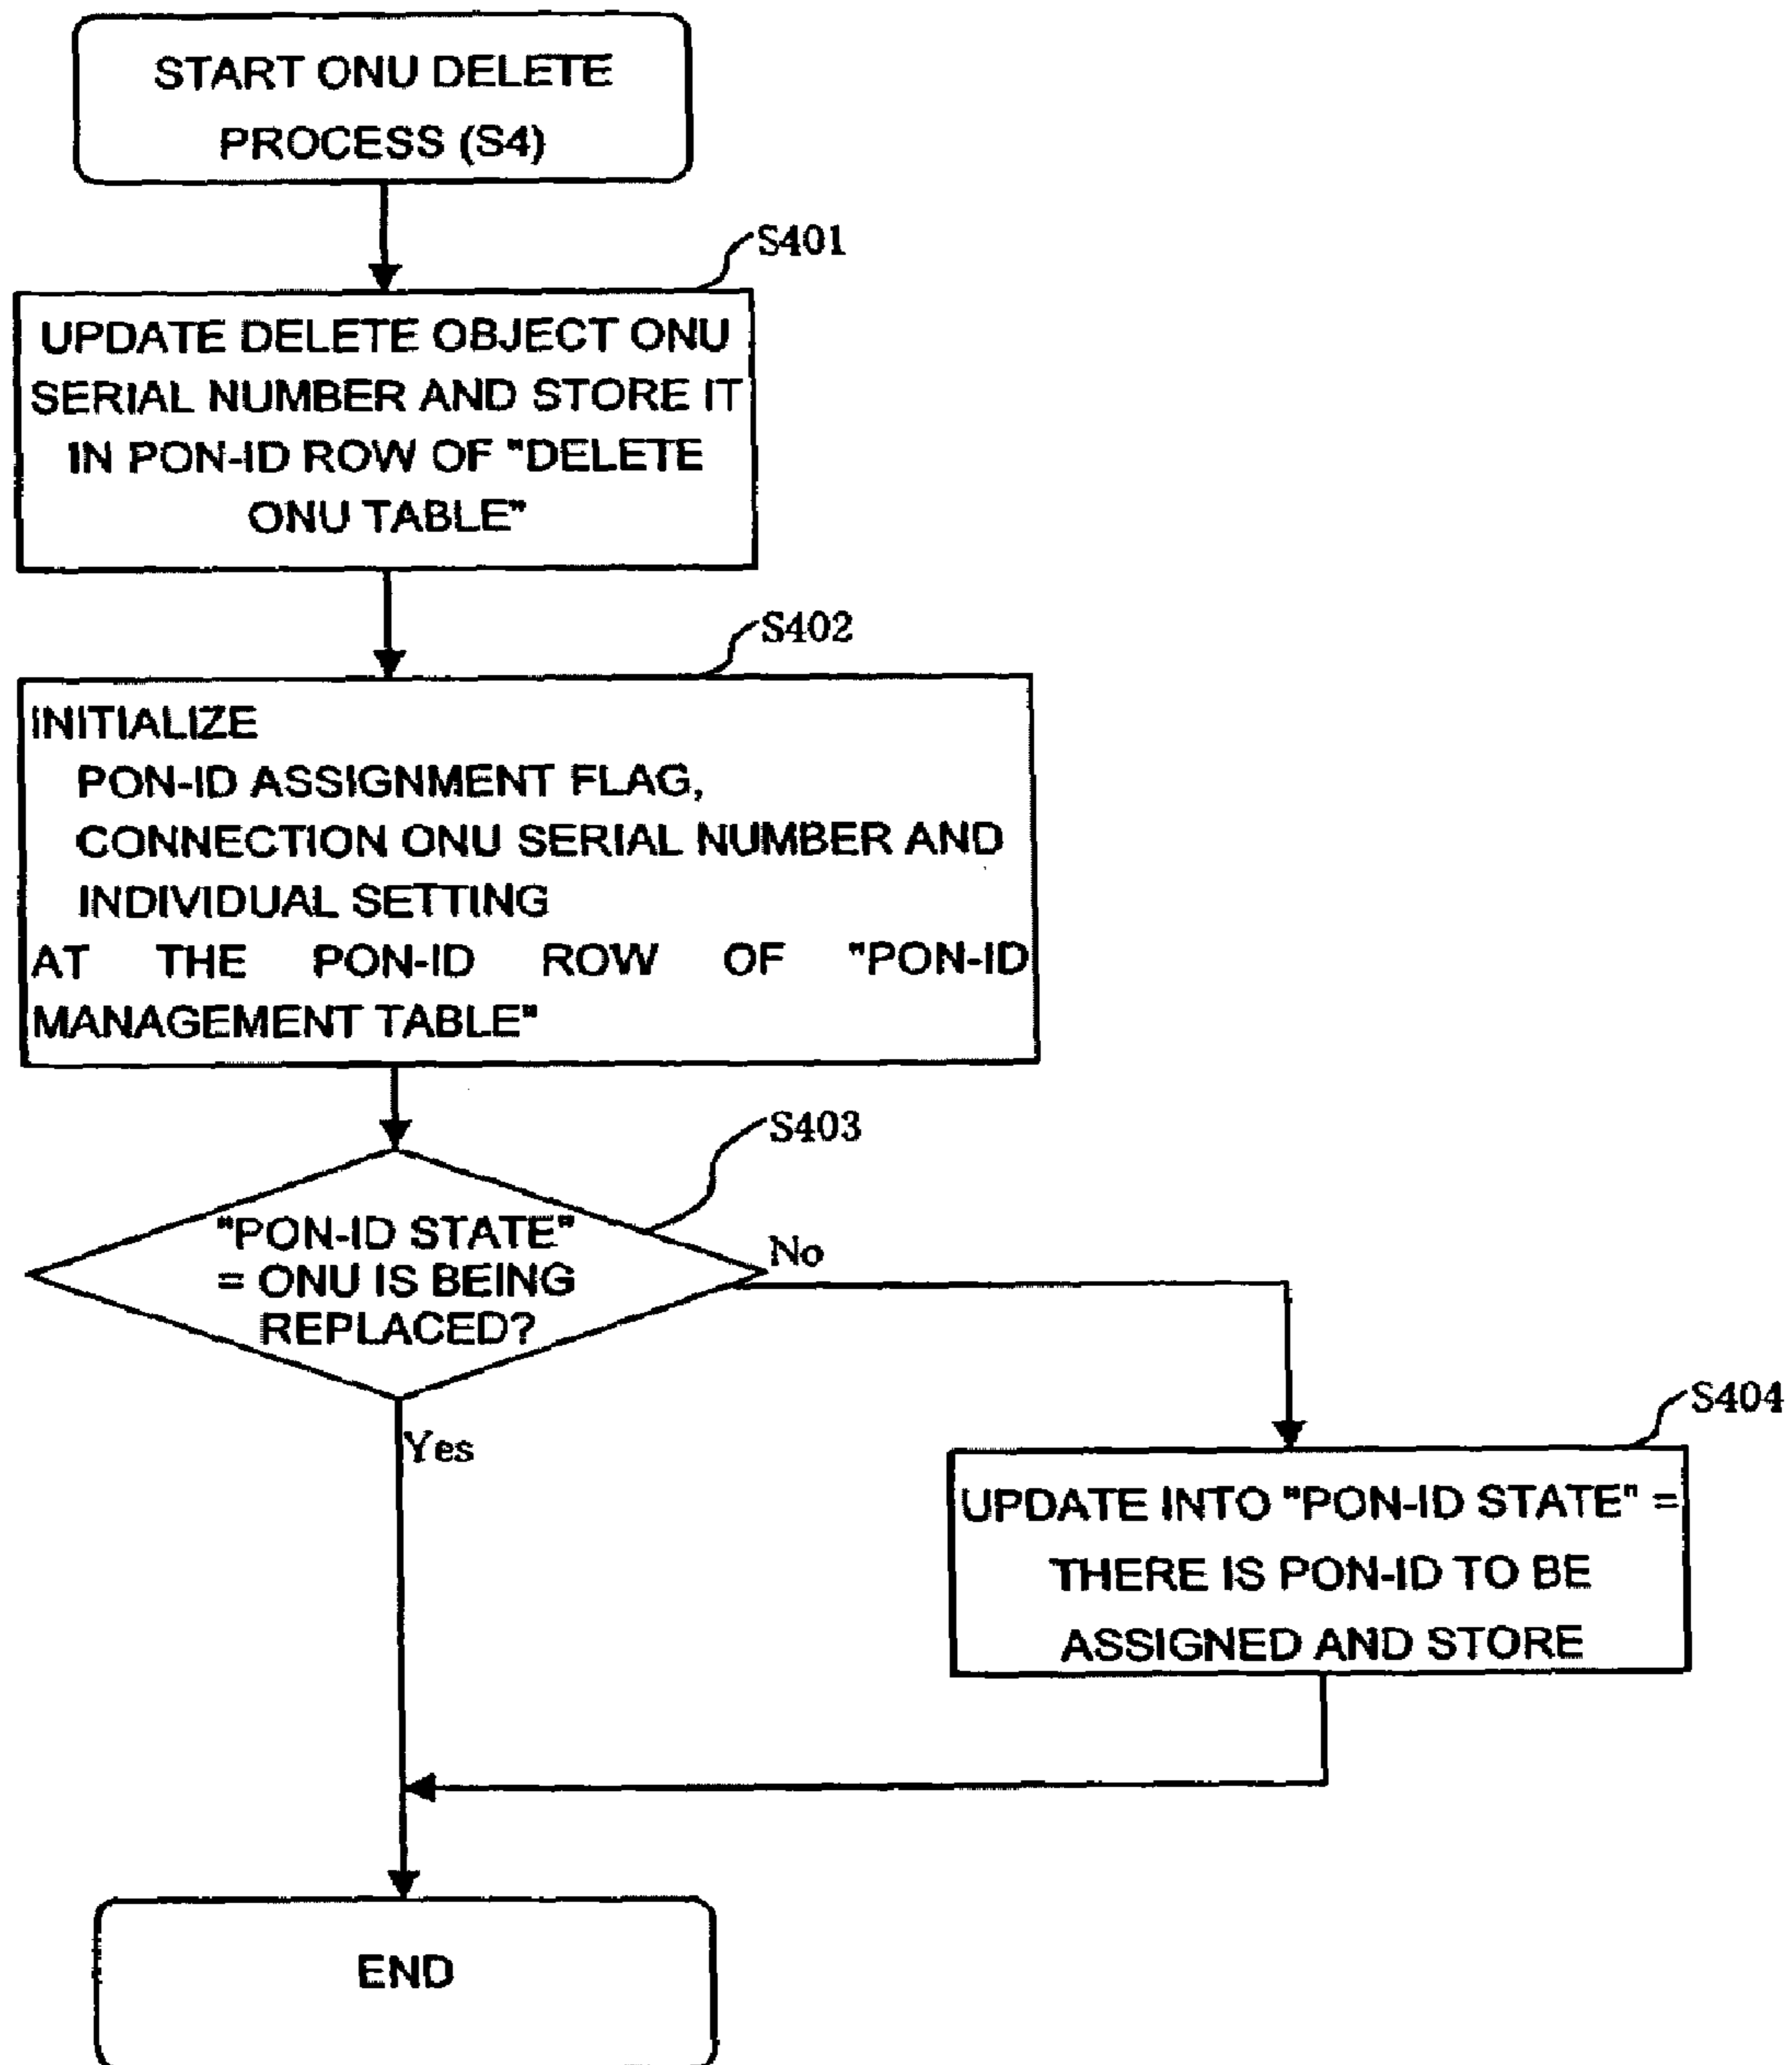 START ONU DELETE
PROCESS (S4)
S401
UPDATE DELETE OBJECT ONU
SERIAL NUMBER AND STORE IT
IN PON-ID ROW OF "DELETE
ONU TABLE"
S402
INITIALIZE
PON-ID ASSIGNMENT FLAG,
CONNECTION ONU SERIAL NUMBER AND
INDIVIDUAL SETTING
AT THE PON-ID ROW OF "PON-ID
MANAGEMENT TABLE"
S403
"PON-ID STATE"
= ONU IS BEING
REPLACED?
No
Yes
S404
UPDATE INTO "PON-ID STATE" =
THERE IS PON-ID TO BE
ASSIGNED AND STORE
END